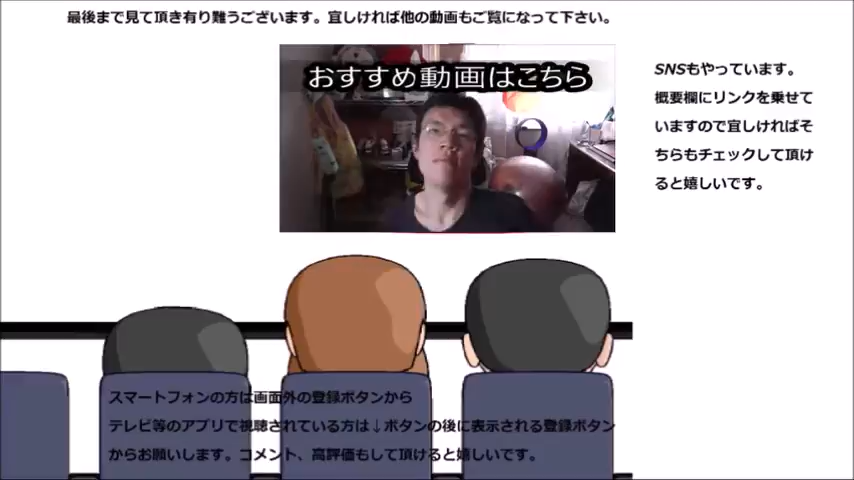 最後まで見て頂き有り難うございます。宜しければ他の動画もご覧になって下さい。
おすすめ動画はこちら
SNSもやっています。
概要欄にリンクを乗せて
いますので宜しければそ
ちらもチェックして頂け
ると嬉しいです。
スマートフォンの方は画面外の登録ボタンから
テレビ等のアプリで視聴されている方は↓ボタンの後に表示される登録ボタン
からお願いします。コメント、高評価もして頂けると嬉しいです。